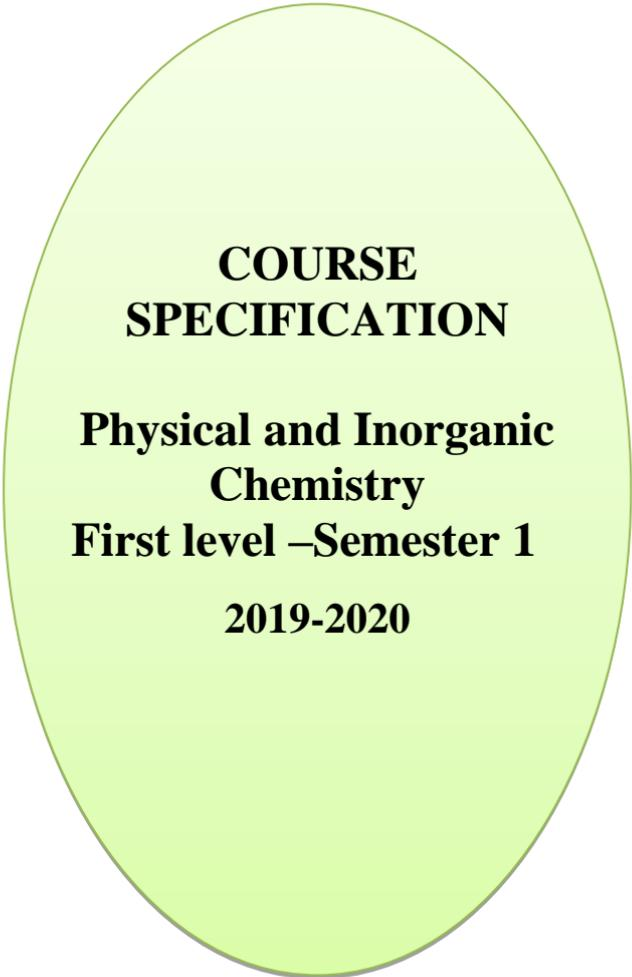 COURSE
SPECIFICATION
Physical and Inorganic
Chemistry
First level –Semester 1
2019-2020